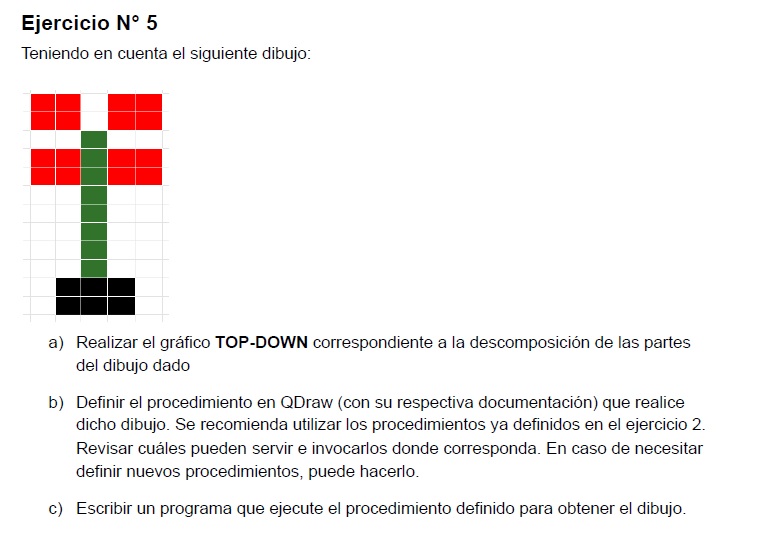 Ejercicio N° 5
Teniendo en cuenta el siguiente dibujo:
a) Realizar el gráfico TOP-DOWN correspondiente a la descomposición de las partes
del dibujo dado
b) Definir el procedimiento en QDraw (con su respectiva documentación) que realice
dicho dibujo. Se recomienda utilizar los procedimientos ya definidos en el ejercicio 2.
Revisar cuáles pueden servir e invocarlos donde corresponda. En caso de necesitar
definir nuevos procedimientos, puede hacerlo.
c) Escribir un programa que ejecute el procedimiento definido para obtener el dibujo.